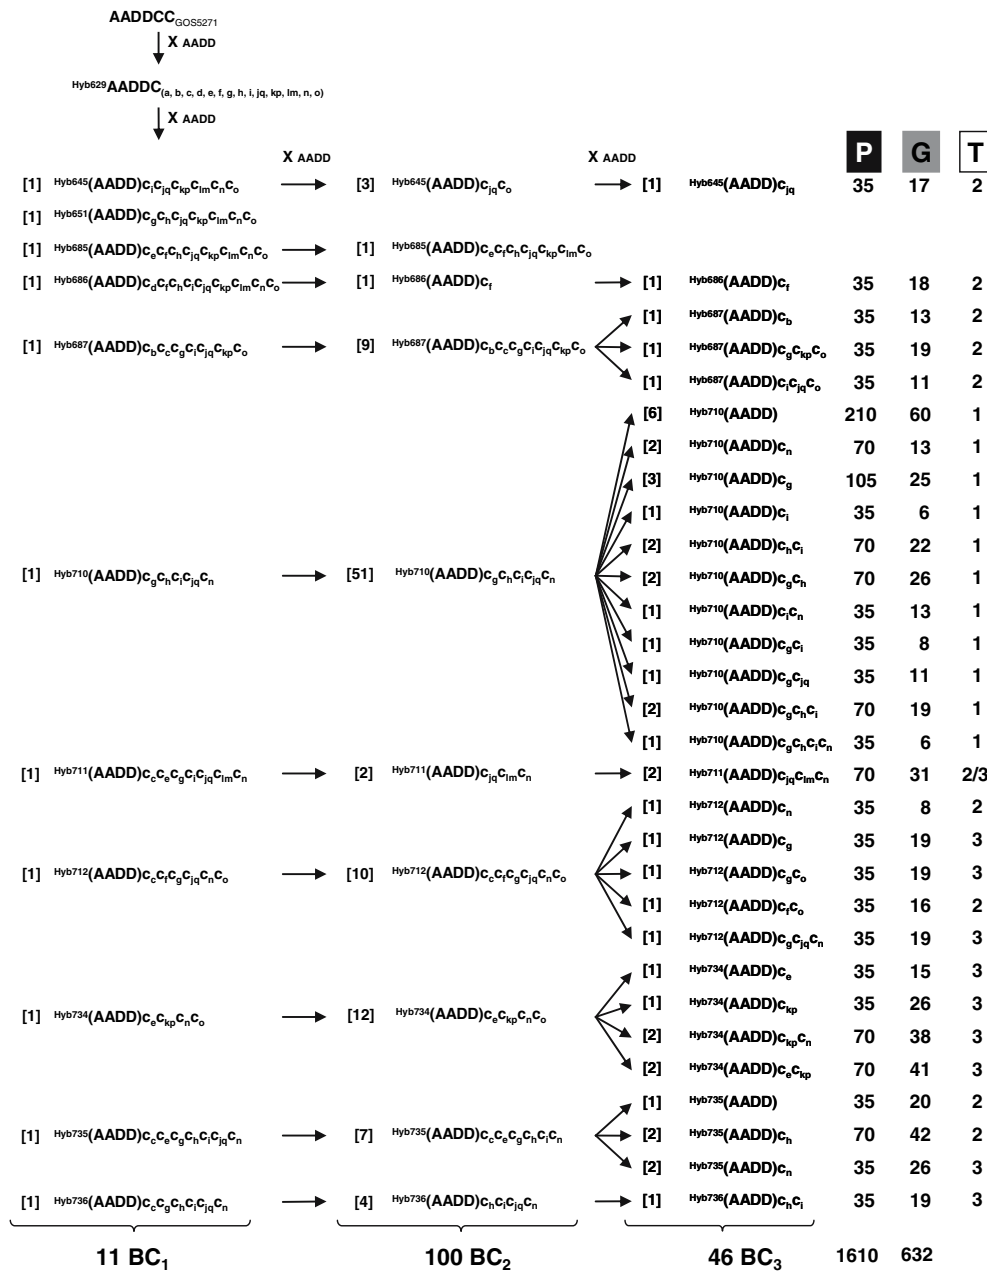 AADDCC GOS5271
X AADD
Hyb629AADDC(a, b, c, d, e, f, g, h, i, jq, kp, lm, n, o)
X AADD
X AADD X AADD P G T
[1] Hyb645(AADD)cicjqckpclmcnco [3] Hyb645(AADD)cjqco [1] Hyb645(AADD)cjq 35 17 2
[1] Hyb651(AADD)cgchcjqckpclmcnco
[1] Hyb685(AADD)cecfchcjqckpclmcnco [1] Hyb685(AADD)cecfchcjqckpclmco
[1] Hyb686(AADD)cdcfchcicjqckpclmcnco [1] Hyb686(AADD)cf [1] Hyb686(AADD)cf 35 18 2
[1] Hyb687(AADD)cb 35 13 2
[1] Hyb687(AADD)cbcccgcicjqckpco [9] Hyb687(AADD)cbcccgcicjqckpco [1] Hyb687(AADD)cgckpco 35 19 2
[1] Hyb687(AADD)cicjqco 35 11 2
[6] Hyb710(AADD) 210 60 1
[2] Hyb710(AADD)cn 70 13 1
[3] Hyb710(AADD)cg 105 25 1
[1] Hyb710(AADD)ci 35 6 1
[2] Hyb710(AADD)chci 70 22 1
[1] Hyb710(AADD)cgchcicjqcn [51] Hyb710(AADD)cgchcicjqcn [2] Hyb710(AADD)cgch 70 26 1
[1] Hyb710(AADD)cicn 35 13 1
[1] Hyb710(AADD)cgci 35 8 1
[1] Hyb710(AADD)cgcjq 35 11 1
[2] Hyb710(AADD)cgchci 70 19 1
[1] Hyb710(AADD)cgchcicn 35 6 1
[1] Hyb711(AADD)cccecgcicjqclmcn [2] Hyb711(AADD)cjqclmcn [2] Hyb711(AADD)cjqclmcn 70 31 2/3
[1] Hyb712(AADD)cn 35 8 2
[1] Hyb712(AADD)cg 35 19 3
[1] Hyb712(AADD)cccfcgcjqcnco [10] Hyb712(AADD)cccfcgcjqcnco [1] Hyb712(AADD)cgco 35 19 3
[1] Hyb712(AADD)cfco 35 16 2
[1] Hyb712(AADD)cgcjqcn 35 19 3
[1] Hyb734(AADD)ce 35 15 3
[1] Hyb734(AADD)ceckpcnco [12] Hyb734(AADD)ceckpcnco [1] Hyb734(AADD)ckp 35 26 3
[2] Hyb734(AADD)ckpcn 70 38 3
[2] Hyb734(AADD)ceckp 70 41 3
[1] Hyb735(AADD) 35 20 2
[1] Hyb735(AADD)cccecgchcicjqcn [7] Hyb735(AADD)cccecgchcicn [2] Hyb735(AADD)ch 70 42 2
[2] Hyb735(AADD)cn 35 26 3
[1] Hyb736(AADD)cccgchcicjqcn [4] Hyb736(AADD)chcicjqcn [1] Hyb736(AADD)chci 35 19 3
11 BC1 100 BC2 46 BC3 1610 632